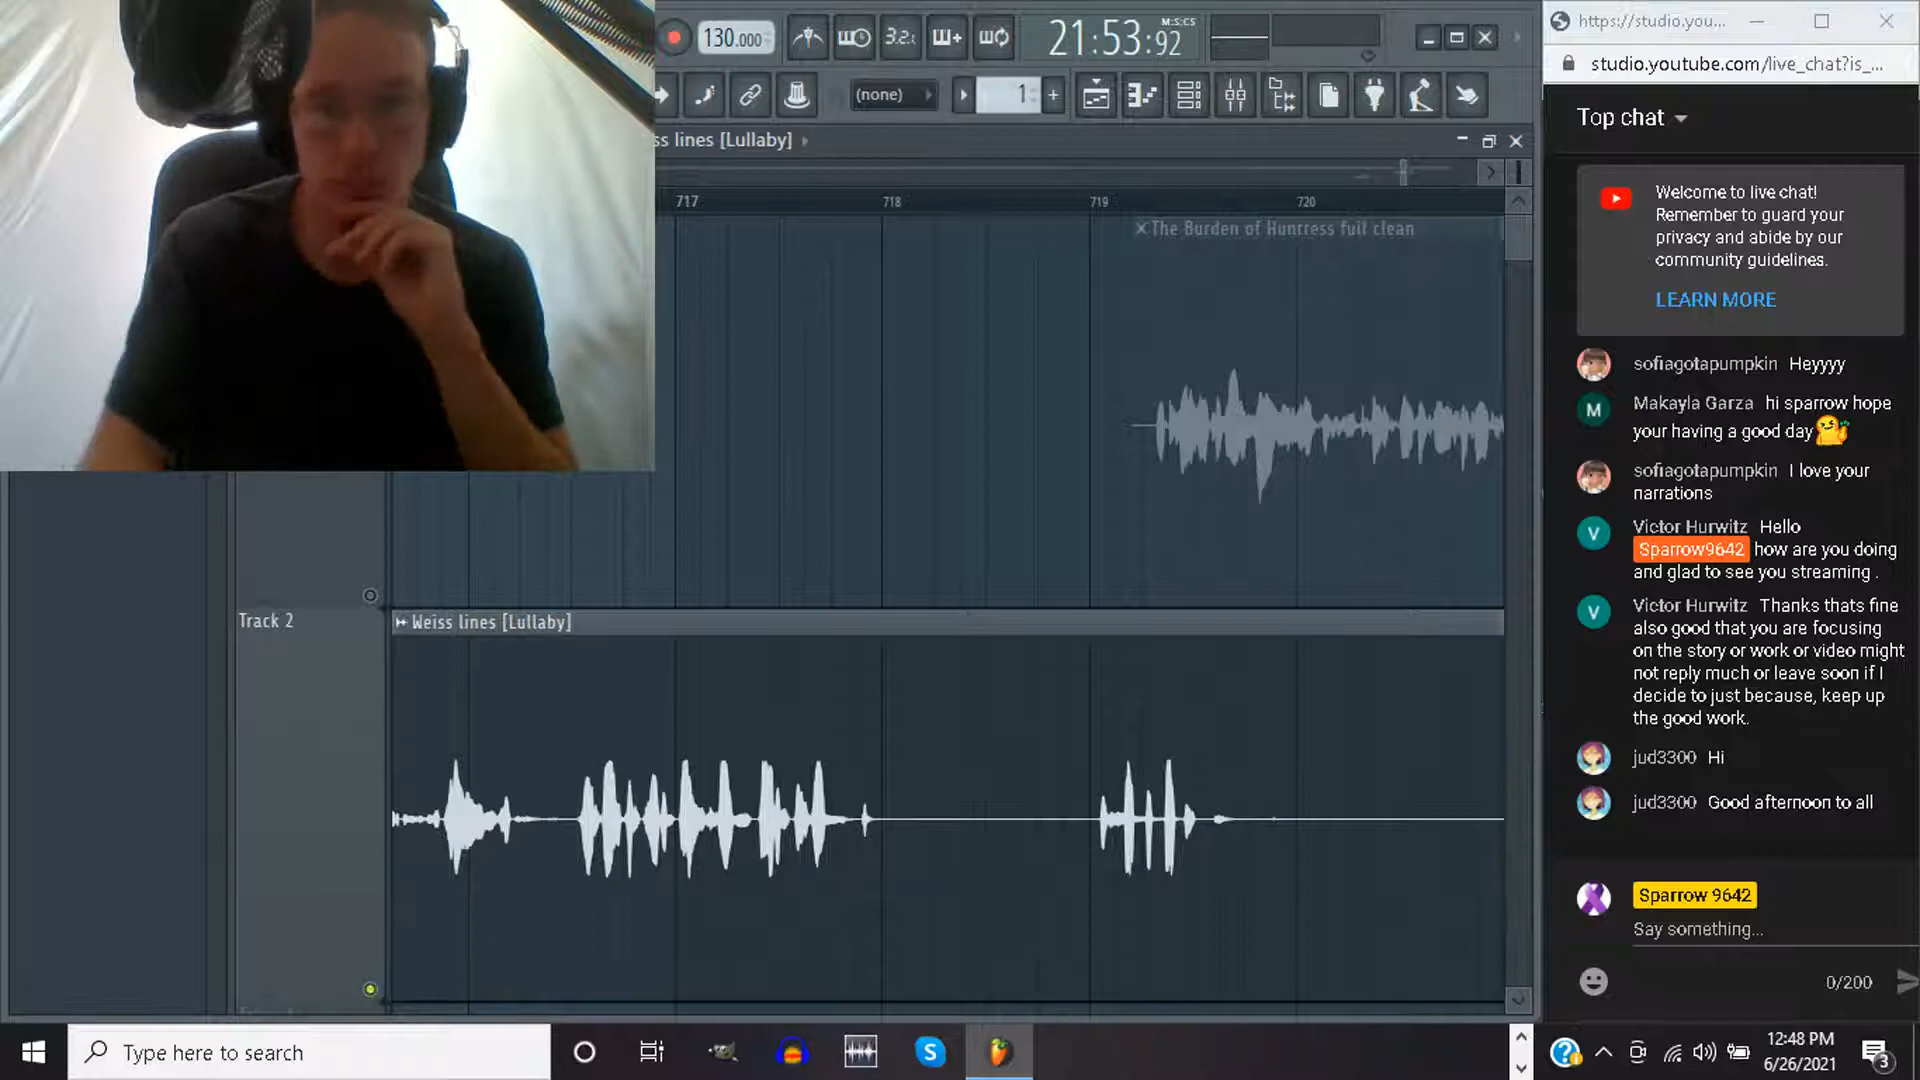 130.000
3.2:
21:53:92
M:S:CS
(none)
1
ss lines [Lullaby]
717
718
719
720
The Burden of Huntress full clean
Track 2
Weiss lines [Lullaby]
https://studio.you...
studio.youtube.com/live_chat?is_...
Top chat
Welcome to live chat!
Remember to guard your
privacy and abide by our
community guidelines.
LEARN MORE
sofiagotapumpkin Heyyyy
M
Makayla Garza hi sparrow hope
your having a good day
sofiagotapumpkin I love your
narrations
V
Victor Hurwitz Hello
Sparrow9642 how are you doing
and glad to see you streaming .
V
Victor Hurwitz Thanks thats fine
also good that you are focusing
on the story or work or video might
not reply much or leave soon if I
decide to just because, keep up
the good work.
jud3300 Hi
jud3300 Good afternoon to all
Sparrow 9642
Say something...
0/200
Type here to search
12:48 PM
6/26/2021
3